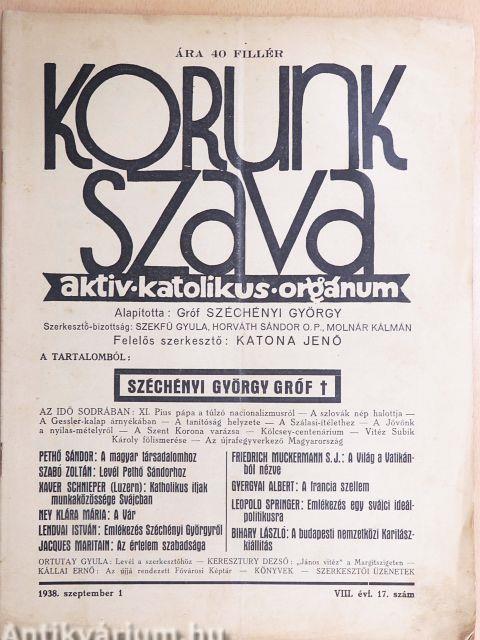 ÁRA 40 FILLÉR
KORUNK
SZAVA
aktiv·katolikus·orgánum
Alapította: Gróf SZÉCHÉNYI GYÖRGY
Szerkesztő-bizottság: SZEKFŰ GYULA, HORVÁTH SÁNDOR O. P., MOLNÁR KÁLMÁN
Felelős szerkesztő: KATONA JENŐ
A TARTALOMBÓL:
SZÉCHÉNYI GYÖRGY GRÓF †
AZ IDŐ SODRÁBAN: XI. Pius pápa a túlzó nacionalizmusról — A szlovák nép halottja —
A Gessler-kalap árnyékában — A tanítóság helyzete — A Szálasi-ítélethez — A Jövőnk
a nyilas-mételyről — A Szent Korona varázsa — Kölcsey-centenárium — Vitéz Subik
Károly fölismerése — Az újrafegyverkező Magyarország
PETHŐ SÁNDOR: A magyar társadalomhoz
SZABÓ ZOLTÁN: Levél Pethő Sándorhoz
XAVER SCHNIEPER (Luzern): Katholikus ifjak
munkaközössége Svájcban
NEY KLÁRA MÁRIA: A Vár
LENDVAI ISTVÁN: Emlékezés Széchényi Györgyről
JACQUES MARITAIN: Az értelem szabadsága
FRIEDRICH MUCKERMANN S. J.: A Világ a Vatikán-
ból nézve
GYERGYAI ALBERT: A francia szellem
LEOPOLD SPRINGER: Emlékezés egy svájci ideál-
politikusra
BIHARY LÁSZLÓ: A budapesti nemzetközi Karitász-
kiállítás
ORTUTAY GYULA: Levél a szerkesztőhöz — KERESZTURY DEZSŐ: „János vitéz" a Margitszigeten —
KÁLLAI ERNŐ: Az újjá rendezett Fővárosi Képtár — KÖNYVEK — SZERKESZTŐI ÜZENETEK
1938. szeptember 1
VIII. évf. 17. szám
Antikvárium.hu